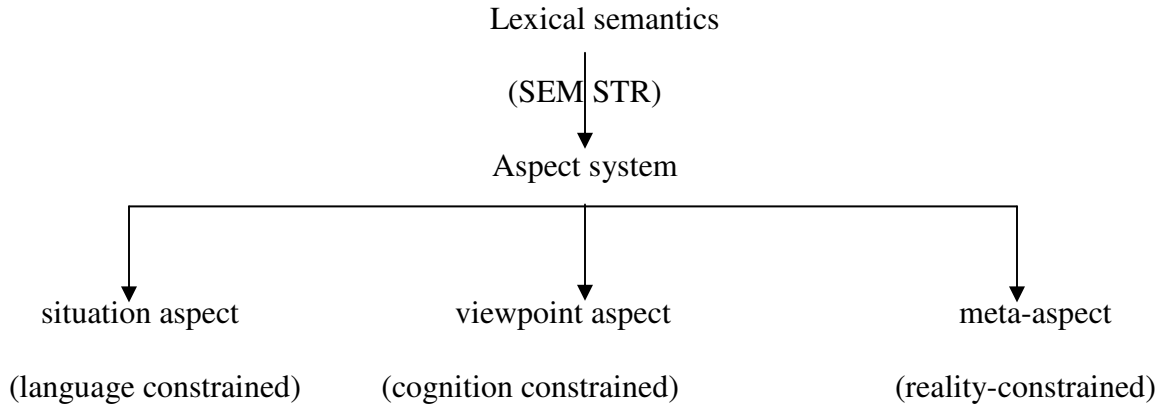 Lexical semantics
(SEM STR)
Aspect system
situation aspect viewpoint aspect meta-aspect
(language constrained) (cognition constrained) (reality-constrained)